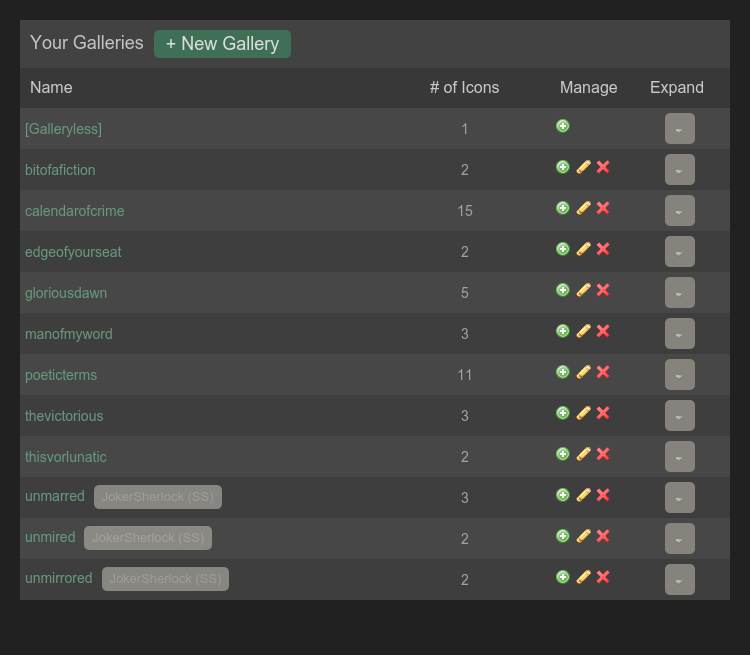 Your Galleries + New Gallery
Name # of Icons Manage Expand
[Galleryless] 1
bitofafiction 2
calendarofcrime 15
edgeofyourseat 2
gloriousdawn 5
manofmyword 3
poeticterms 11
thevictorious 3
thisvorlunatic 2
unmarred JokerSherlock (SS) 3
unmired JokerSherlock (SS) 2
unmirrored JokerSherlock (SS) 2